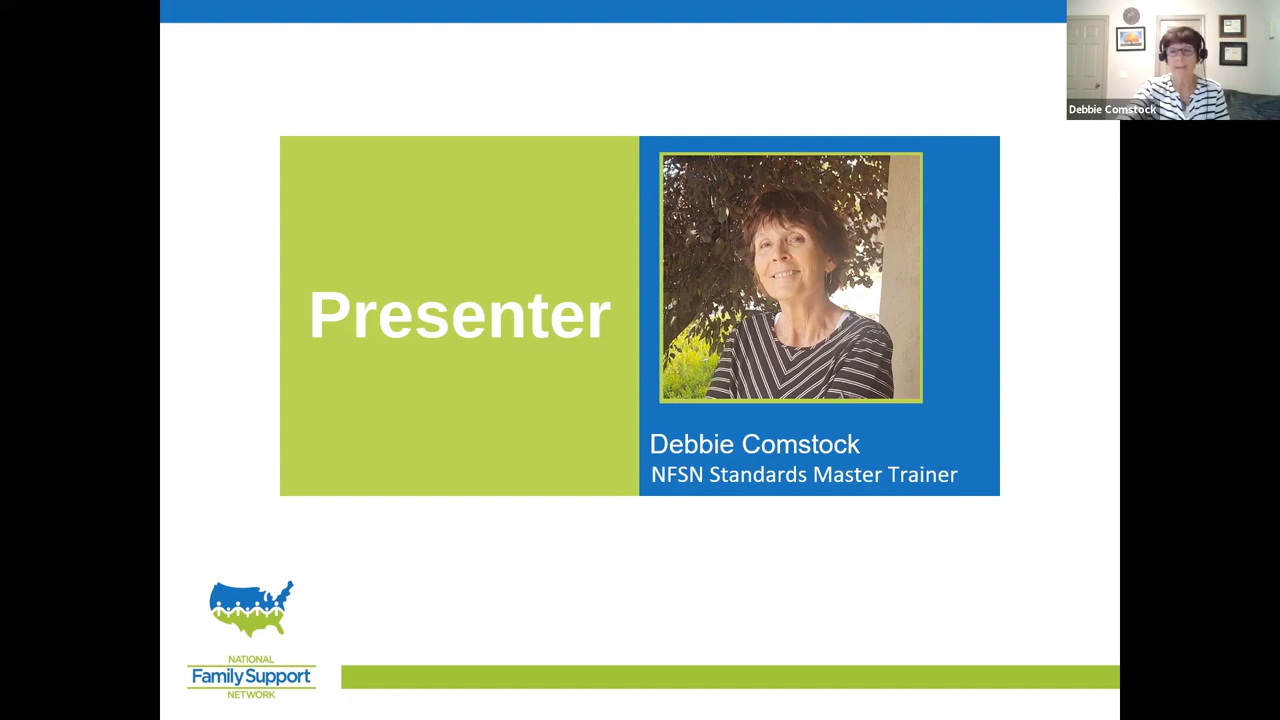 Debbie Comstock
Presenter
Debbie Comstock
NFSN Standards Master Trainer
NATIONAL
Family Support
NETWORK